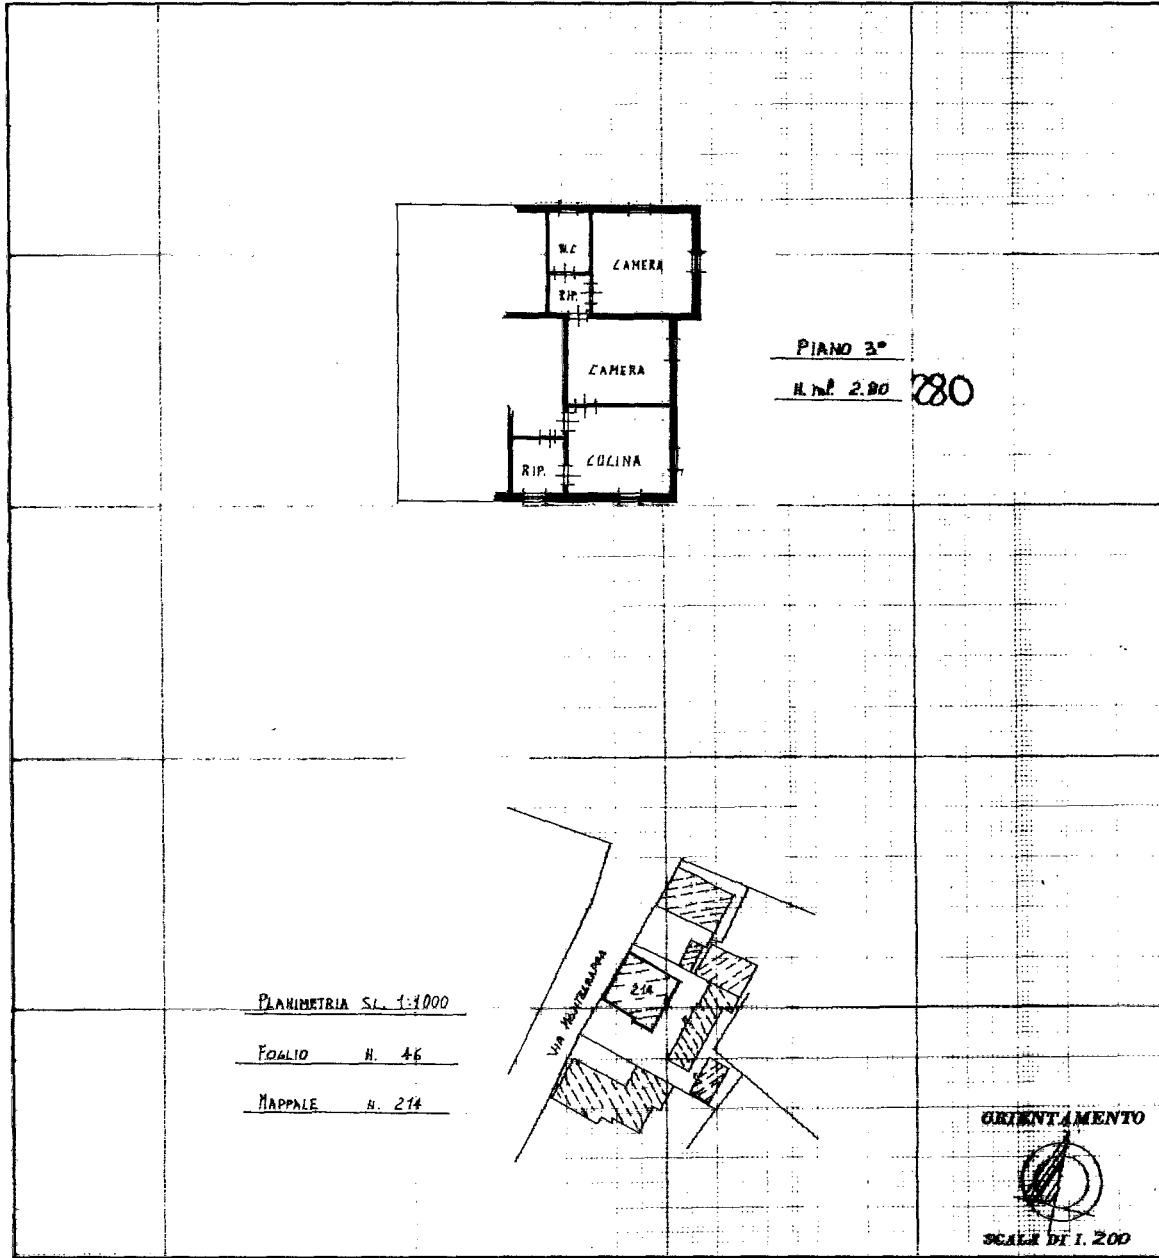 W.C
CAMERA
RIP.
CAMERA
RIP.
CUCINA
PIANO 3°
H. ml. 2.80
280
214
VIA
PLANIMETRIA SC. 1:1000
FOGLIO N. 46
MAPPALE N. 214
ORIENTAMENTO
SCALA DI 1. 200